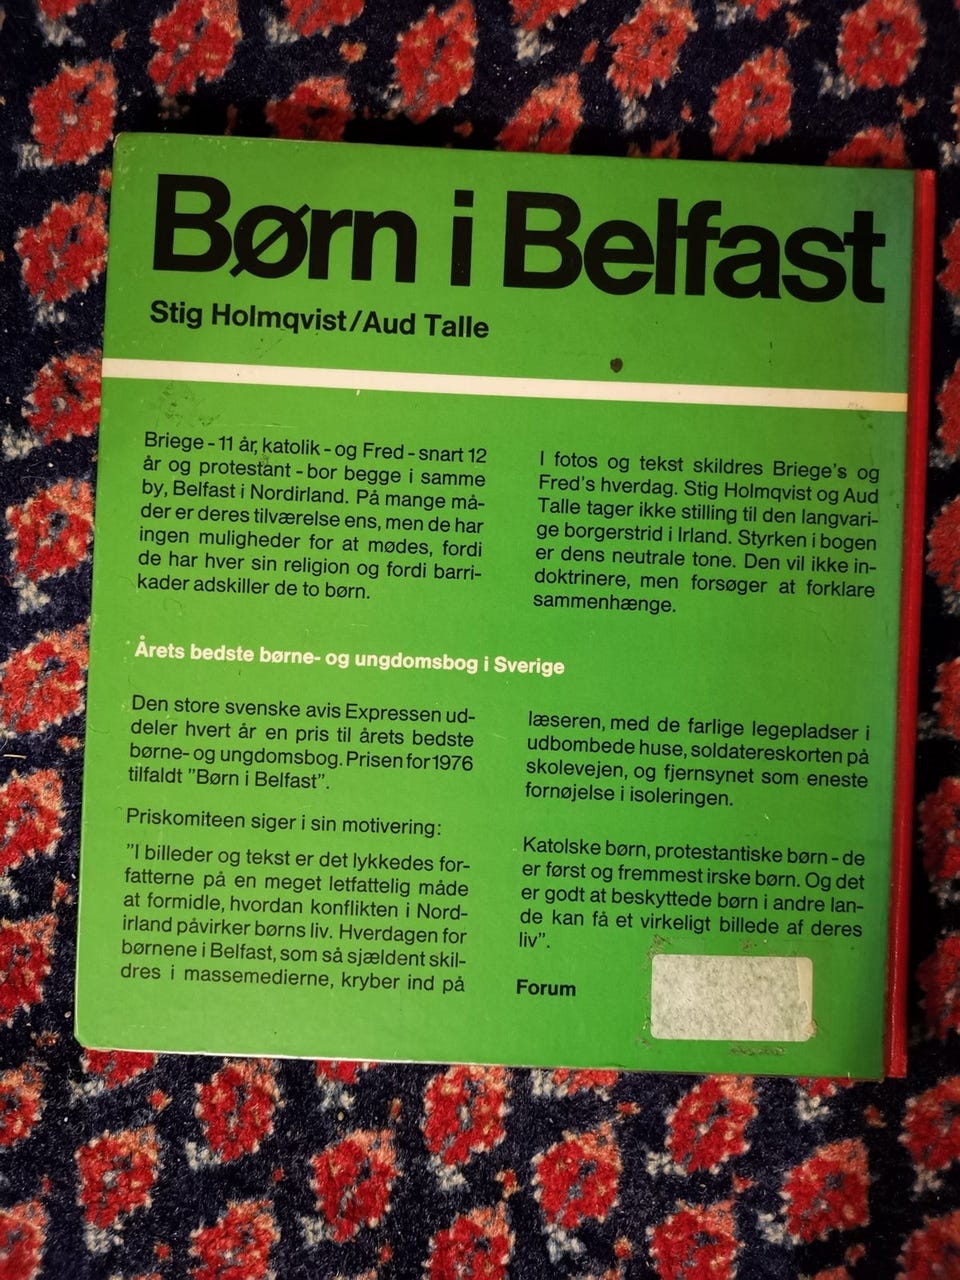 Børn i Belfast
Stig Holmqvist/Aud Talle
Briege - 11 år, katolik - og Fred - snart 12
år og protestant - bor begge i samme
by, Belfast i Nordirland. På mange må-
der er deres tilværelse ens, men de har
ingen muligheder for at mødes, fordi
de har hver sin religion og fordi barri-
kader adskiller de to børn.
I fotos og tekst skildres Briege's og
Fred's hverdag. Stig Holmqvist og Aud
Talle tager ikke stilling til den langvari-
ge borgerstrid i Irland. Styrken i bogen
er dens neutrale tone. Den vil ikke in-
doktrinere, men forsøger at forklare
sammenhænge.
Årets bedste børne- og ungdomsbog i Sverige
Den store svenske avis Expressen ud-
deler hvert år en pris til årets bedste
børne- og ungdomsbog. Prisen for 1976
tilfaldt "Børn i Belfast".
Priskomiteen siger i sin motivering:
"I billeder og tekst er det lykkedes for-
fatterne på en meget letfattelig måde
at formidle, hvordan konflikten i Nord-
irland påvirker børns liv. Hverdagen for
børnene i Belfast, som så sjældent skil-
dres i massemedierne, kryber ind på
læseren, med de farlige legepladser i
udbombede huse, soldatereskorten på
skolevejen, og fjernsynet som eneste
fornøjelse i isoleringen.
Katolske børn, protestantiske børn - de
er først og fremmest irske børn. Og det
er godt at beskyttede børn i andre lan-
de kan få et virkeligt billede af deres
liv".
Forum